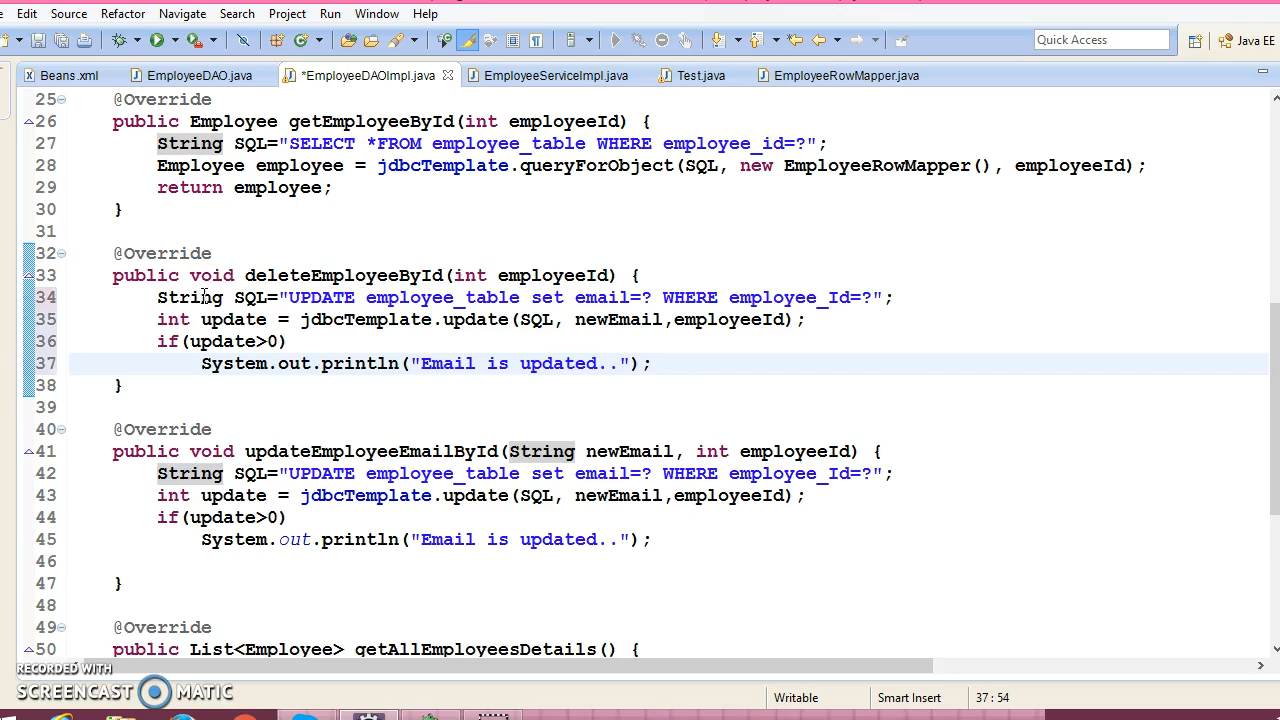 Edit Source Refactor Navigate Search Project Run Window Help
Quick Access
Java EE
Beans.xml EmployeeDAO.java *EmployeeDAOImpl.java EmployeeServiceImpl.java Test.java EmployeeRowMapper.java
25 @Override
26 public Employee getEmployeeById(int employeeId) {
27 String SQL="SELECT *FROM employee_table WHERE employee_id=?";
28 Employee employee = jdbcTemplate.queryForObject(SQL, new EmployeeRowMapper(), employeeId);
29 return employee;
30 }
31
32 @Override
33 public void deleteEmployeeById(int employeeId) {
34 String SQL="UPDATE employee_table set email=? WHERE employee_Id=?";
35 int update = jdbcTemplate.update(SQL, newEmail,employeeId);
36 if(update>0)
37 System.out.println("Email is updated..");
38 }
39
40 @Override
41 public void updateEmployeeEmailById(String newEmail, int employeeId) {
42 String SQL="UPDATE employee_table set email=? WHERE employee_Id=?";
43 int update = jdbcTemplate.update(SQL, newEmail,employeeId);
44 if(update>0)
45 System.out.println("Email is updated..");
46
47 }
48
49 @Override
50 public List<Employee> getAllEmployeesDetails() {
RECORDED WITH
SCREENCAST MATIC
Writable Smart Insert 37 : 54